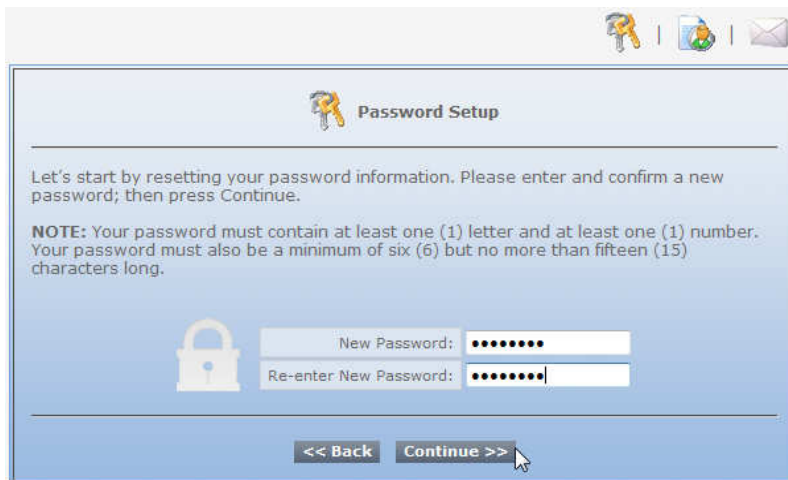 Password Setup
Let's start by resetting your password information. Please enter and confirm a new
password; then press Continue.
NOTE: Your password must contain at least one (1) letter and at least one (1) number.
Your password must also be a minimum of six (6) but no more than fifteen (15)
characters long.
New Password: ••••••••
Re-enter New Password: ••••••••
<< Back Continue >>